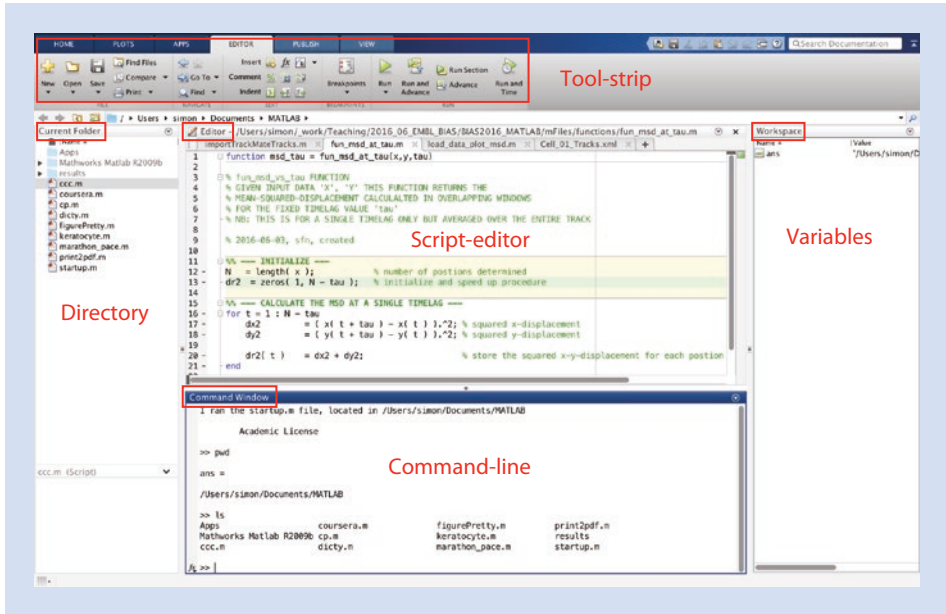 HOME PLOTS APPS EDITOR PUBLISH VIEW
Search Documentation
New Open Save Find Files Compare Print
Go To Find
Insert fx Comment Indent
Breakpoints
Run Run and Advance Run Section Advance Run and Time
FILE NAVIGATE EDIT BREAKPOINTS RUN
Tool-strip
/ ▸ Users ▸ simon ▸ Documents ▸ MATLAB ▸
Current Folder
Name
Apps
Mathworks Matlab R2009b
results
ccc.m
coursera.m
cp.m
dicty.m
figurePretty.m
keratocyte.m
marathon_pace.m
print2pdf.m
startup.m
Directory
ccc.m (Script)
Editor - /Users/simon/_work/Teaching/2016_06_EMBL_BIAS/BIAS2016_MATLAB/mFiles/functions/fun_msd_at_tau.m
importTrackMateTracks.m × fun_msd_at_tau.m × load_data_plot_msd.m × Cell_01_Tracks.xml × +
1 function msd_tau = fun_msd_at_tau(x,y,tau)
2
3 % fun_msd_vs_tau FUNCTION
4 % GIVEN INPUT DATA 'X', 'Y' THIS FUNCTION RETURNS THE
5 % MEAN-SQUARED-DISPLACEMENT CALCULALTED IN OVERLAPPING WINDOWS
6 % FOR THE FIXED TIMELAG VALUE 'tau'
7 % NB: THIS IS FOR A SINGLE TIMELAG ONLY BUT AVERAGED OVER THE ENTIRE TRACK
8
9 % 2016-06-03, sfn, created
10
Script-editor
11 %% —— INITIALIZE ——
12 - N = length( x ); % number of postions determined
13 - dr2 = zeros( 1, N - tau ); % initialize and speed up procedure
14
15 %% —— CALCULATE THE MSD AT A SINGLE TIMELAG ——
16 - for t = 1 : N - tau
17 - dx2 = ( x( t + tau ) - x( t ) ).^2; % squared x-displacement
18 - dy2 = ( y( t + tau ) - y( t ) ).^2; % squared y-displacement
19
20 - dr2( t ) = dx2 + dy2; % store the squared x-y-displacement for each postion
21 - end
Workspace
Name Value
ans '/Users/simon/D
Variables
Command Window
I ran the startup.m file, located in /Users/simon/Documents/MATLAB
Academic License
>> pwd
ans =
/Users/simon/Documents/MATLAB
Command-line
>> ls
Apps coursera.m figurePretty.m print2pdf.m
Mathworks Matlab R2009b cp.m keratocyte.m results
ccc.m dicty.m marathon_pace.m startup.m
fx >>